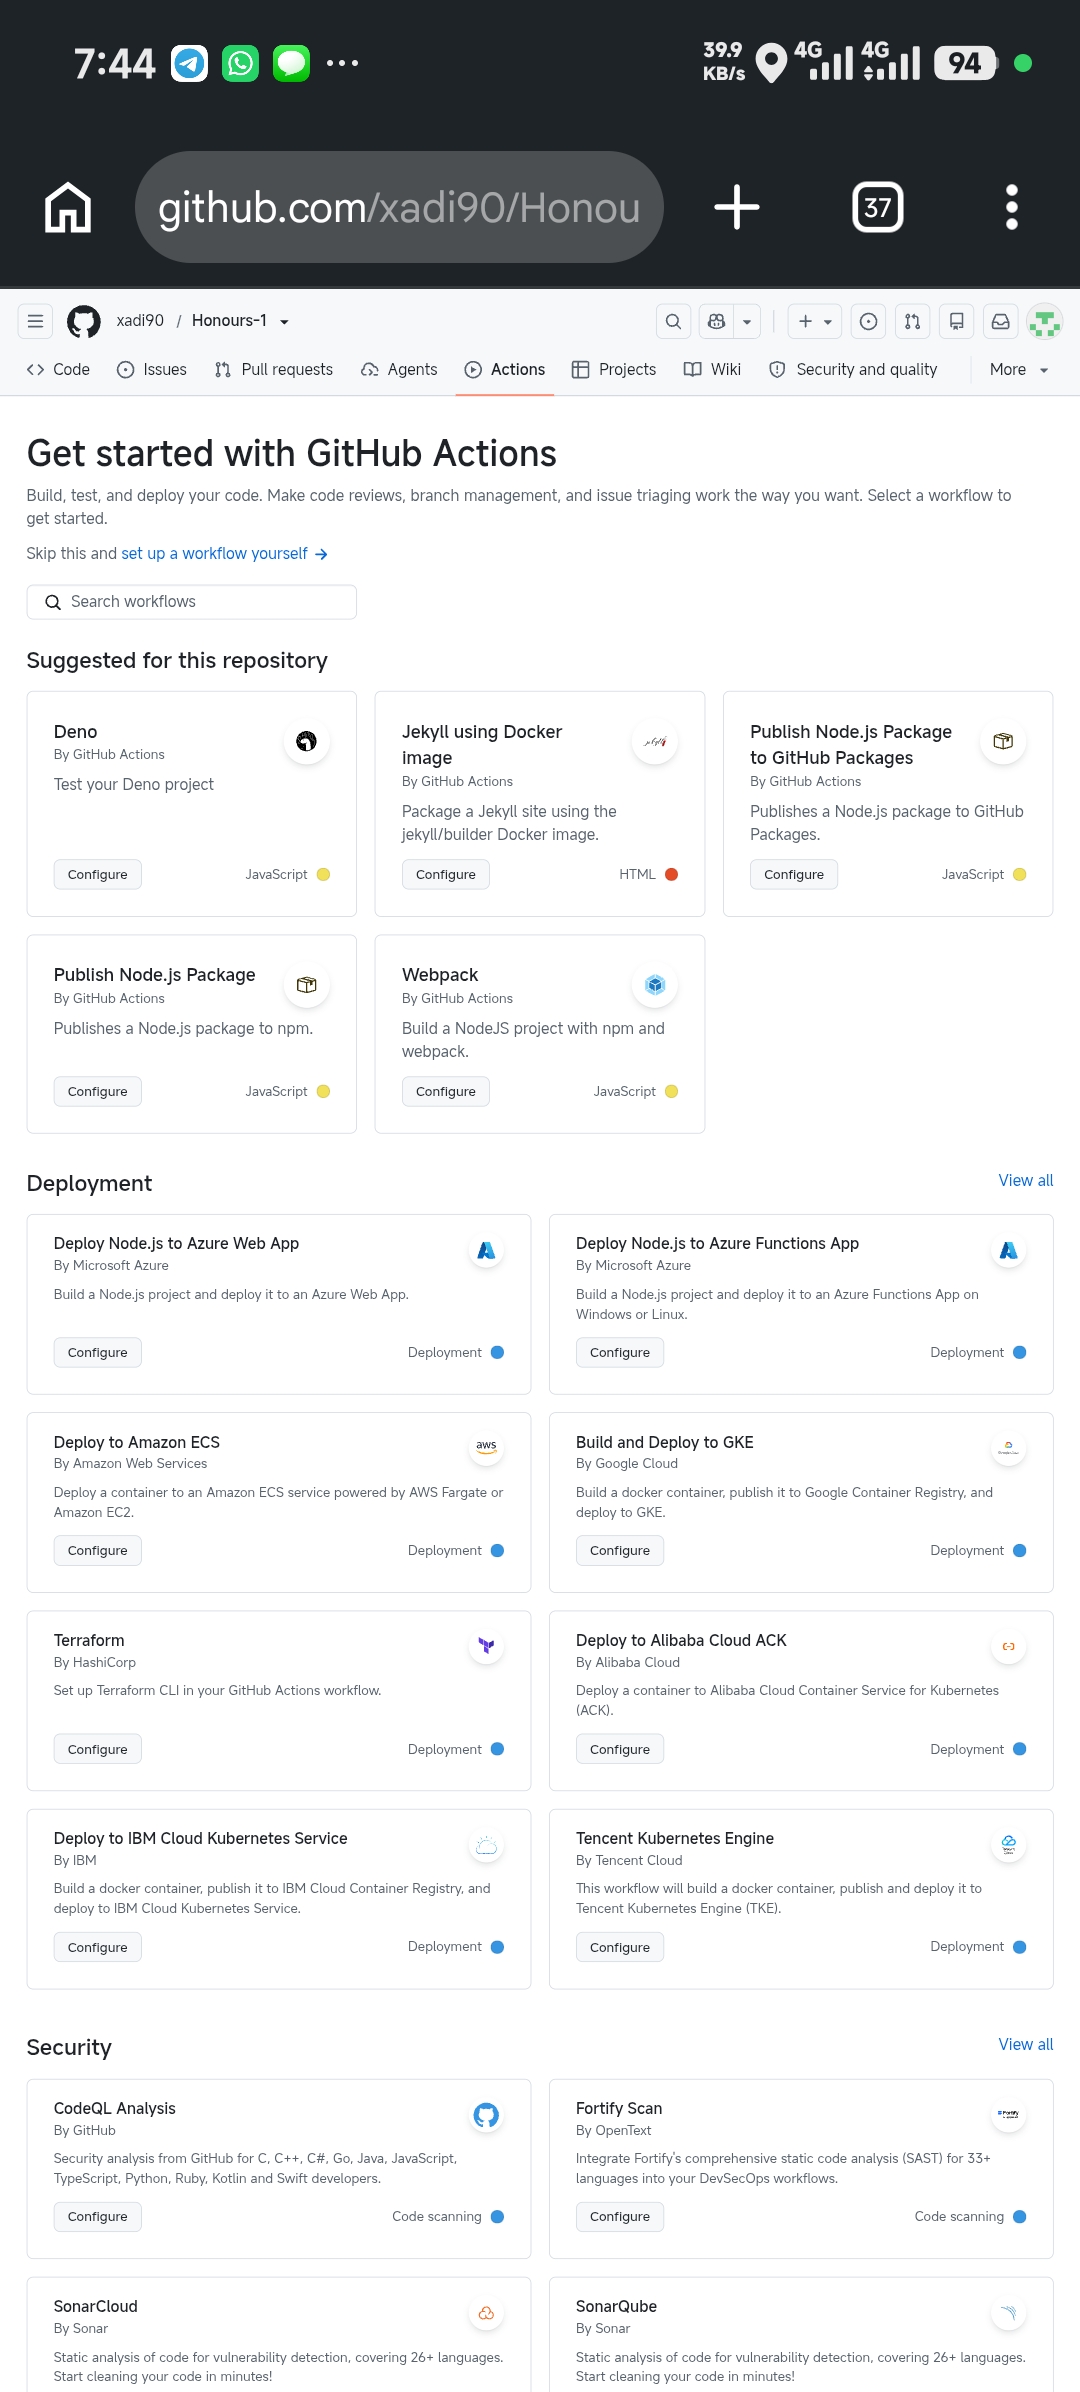 7:44
39.9
KB/s
4G
4G
94
github.com/xadi90/Honou
37
xadi90 / Honours-1
Code
Issues
Pull requests
Agents
Actions
Projects
Wiki
Security and quality
More
Get started with GitHub Actions
Build, test, and deploy your code. Make code reviews, branch management, and issue triaging work the way you want. Select a workflow to
get started.
Skip this and set up a workflow yourself →
Search workflows
Suggested for this repository
Deno
By GitHub Actions
Test your Deno project
Configure
JavaScript
Jekyll using Docker
image
By GitHub Actions
Package a Jekyll site using the
jekyll/builder Docker image.
Configure
HTML
Publish Node.js Package
to GitHub Packages
By GitHub Actions
Publishes a Node.js package to GitHub
Packages.
Configure
JavaScript
Publish Node.js Package
By GitHub Actions
Publishes a Node.js package to npm.
Configure
JavaScript
Webpack
By GitHub Actions
Build a NodeJS project with npm and
webpack.
Configure
JavaScript
Deployment
View all
Deploy Node.js to Azure Web App
By Microsoft Azure
Build a Node.js project and deploy it to an Azure Web App.
Configure
Deployment
Deploy Node.js to Azure Functions App
By Microsoft Azure
Build a Node.js project and deploy it to an Azure Functions App on
Windows or Linux.
Configure
Deployment
Deploy to Amazon ECS
aws
By Amazon Web Services
Deploy a container to an Amazon ECS service powered by AWS Fargate or
Amazon EC2.
Configure
Deployment
Build and Deploy to GKE
By Google Cloud
Build a docker container, publish it to Google Container Registry, and
deploy to GKE.
Configure
Deployment
Terraform
By HashiCorp
Set up Terraform CLI in your GitHub Actions workflow.
Configure
Deployment
Deploy to Alibaba Cloud ACK
By Alibaba Cloud
Deploy a container to Alibaba Cloud Container Service for Kubernetes
(ACK).
Configure
Deployment
Deploy to IBM Cloud Kubernetes Service
By IBM
Build a docker container, publish it to IBM Cloud Container Registry, and
deploy to IBM Cloud Kubernetes Service.
Configure
Deployment
Tencent Kubernetes Engine
By Tencent Cloud
This workflow will build a docker container, publish and deploy it to
Tencent Kubernetes Engine (TKE).
Configure
Deployment
Security
View all
CodeQL Analysis
By GitHub
Security analysis from GitHub for C, C++, C#, Go, Java, JavaScript,
TypeScript, Python, Ruby, Kotlin and Swift developers.
Configure
Code scanning
Fortify Scan
By OpenText
Integrate Fortify's comprehensive static code analysis (SAST) for 33+
languages into your DevSecOps workflows.
Configure
Code scanning
SonarCloud
By Sonar
Static analysis of code for vulnerability detection, covering 26+ languages.
Start cleaning your code in minutes!
SonarQube
By Sonar
Static analysis of code for vulnerability detection, covering 26+ languages.
Start cleaning your code in minutes!